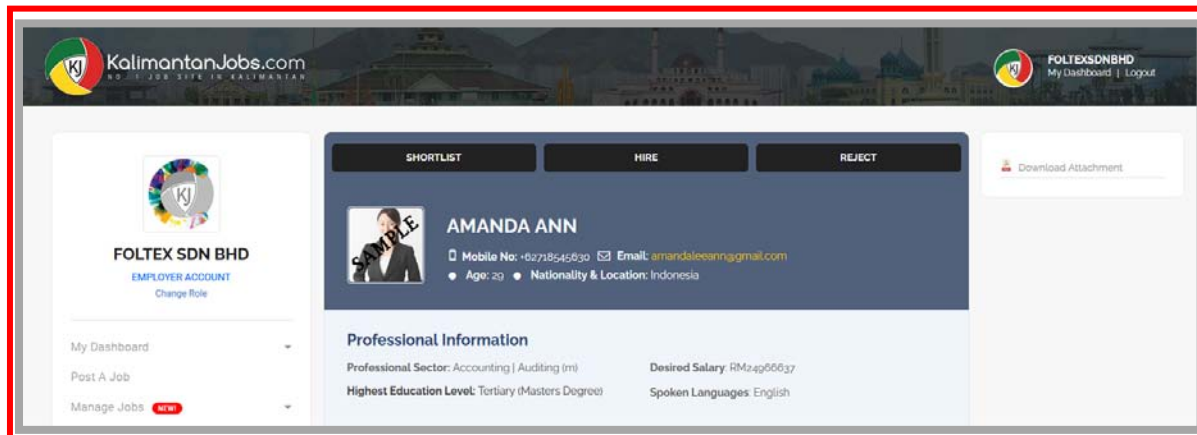 KalimantanJobs.com
NO. 1 JOB SITE IN KALIMANTAN
FOLTEXSDNBHD
My Dashboard | Logout
KJ
KJ
KJ
FOLTEX SDN BHD
EMPLOYER ACCOUNT
Change Role
My Dashboard
Post A Job
Manage Jobs NEW!
SHORTLIST HIRE REJECT
SAMPLE
AMANDA ANN
Mobile No: +62718545630 Email: amandaleeann@gmail.com
Age: 29 Nationality & Location: Indonesia
Professional Information
Professional Sector: Accounting | Auditing (m) Desired Salary: RM24966637
Highest Education Level: Tertiary (Masters Degree) Spoken Languages: English
Download Attachment